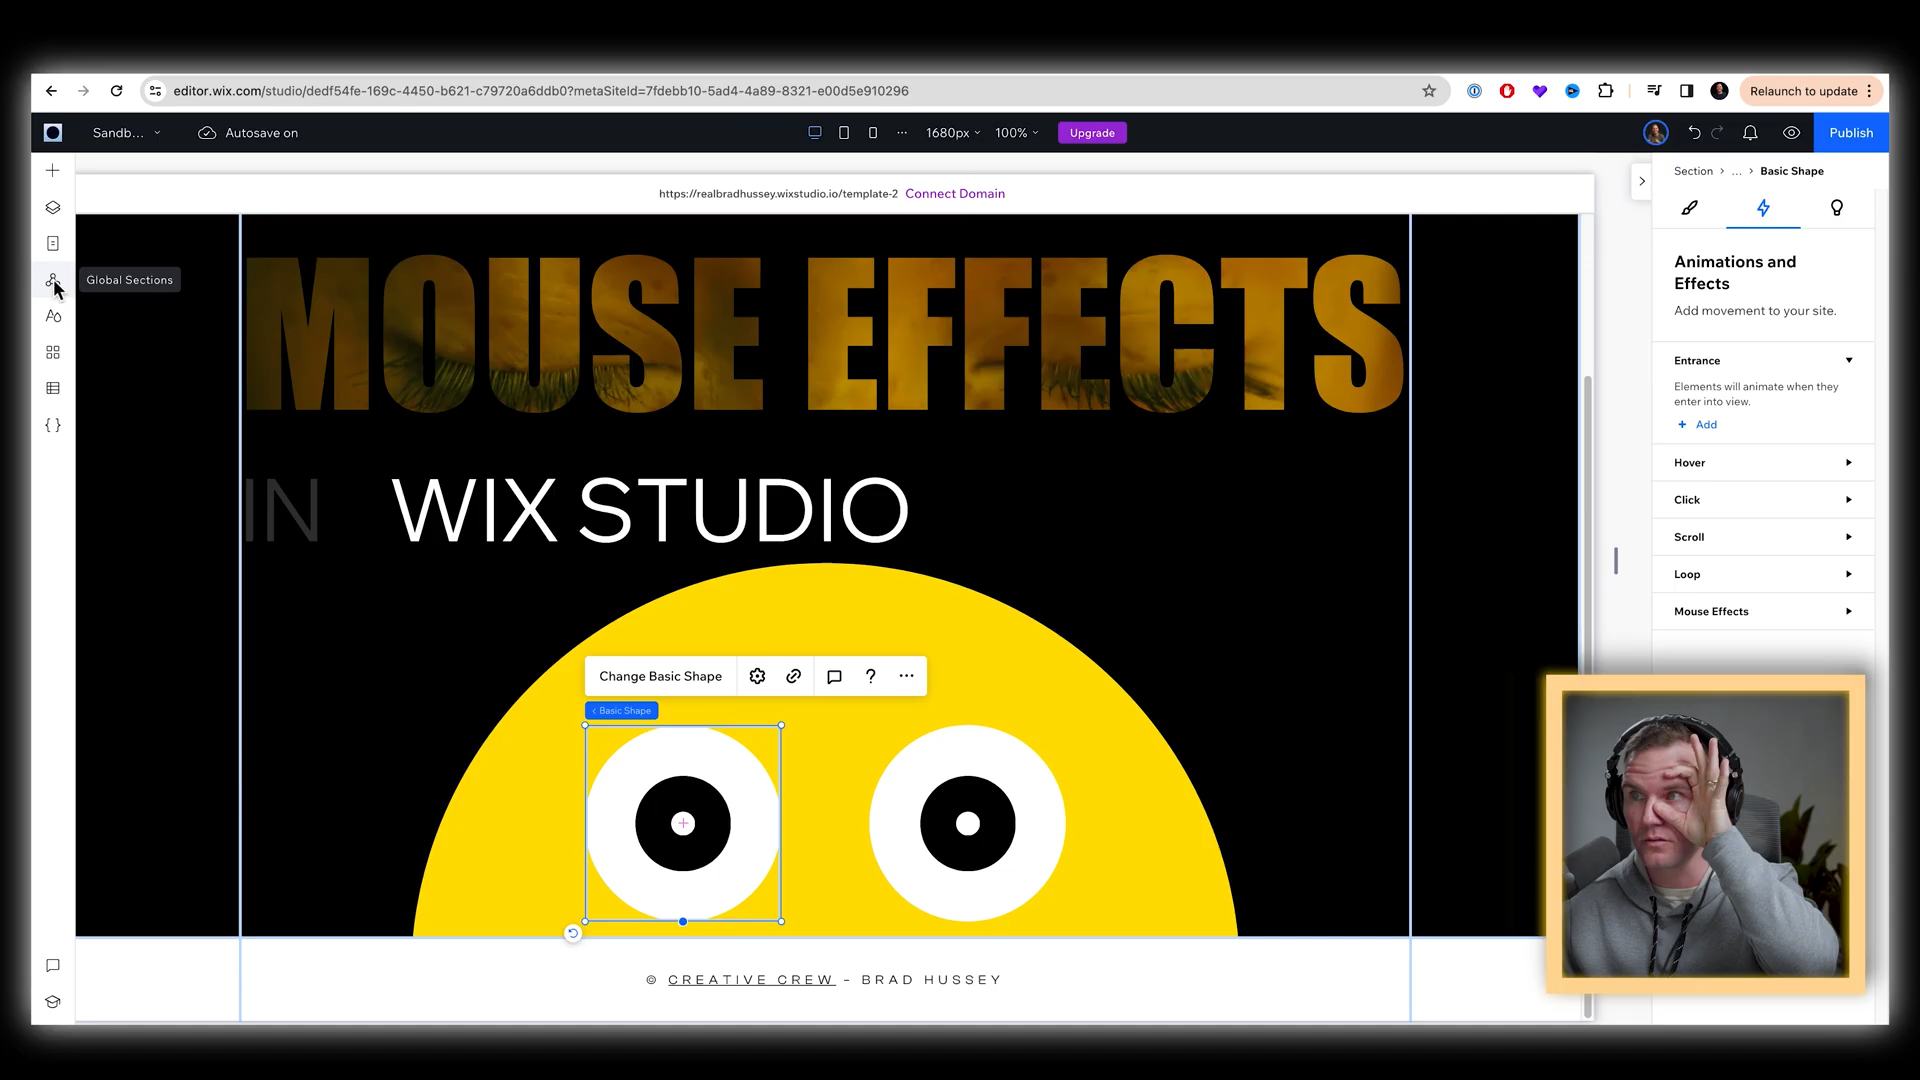 editor.wix.com/studio/dedf54fe-169c-4450-b621-c79720a6ddb0?metaSiteId=7fdebb10-5ad4-4a89-8321-e00d5e910296
Relaunch to update
Sandb...
Autosave on
1680px
100%
Upgrade
Publish
https://realbradhussey.wixstudio.io/template-2 Connect Domain
Section > ... > Basic Shape
Global Sections
MOUSE EFFECTS
IN WIX STUDIO
Change Basic Shape
< Basic Shape
© CREATIVE CREW - BRAD HUSSEY
Animations and
Effects
Add movement to your site.
Entrance
Elements will animate when they
enter into view.
+ Add
Hover
Click
Scroll
Loop
Mouse Effects